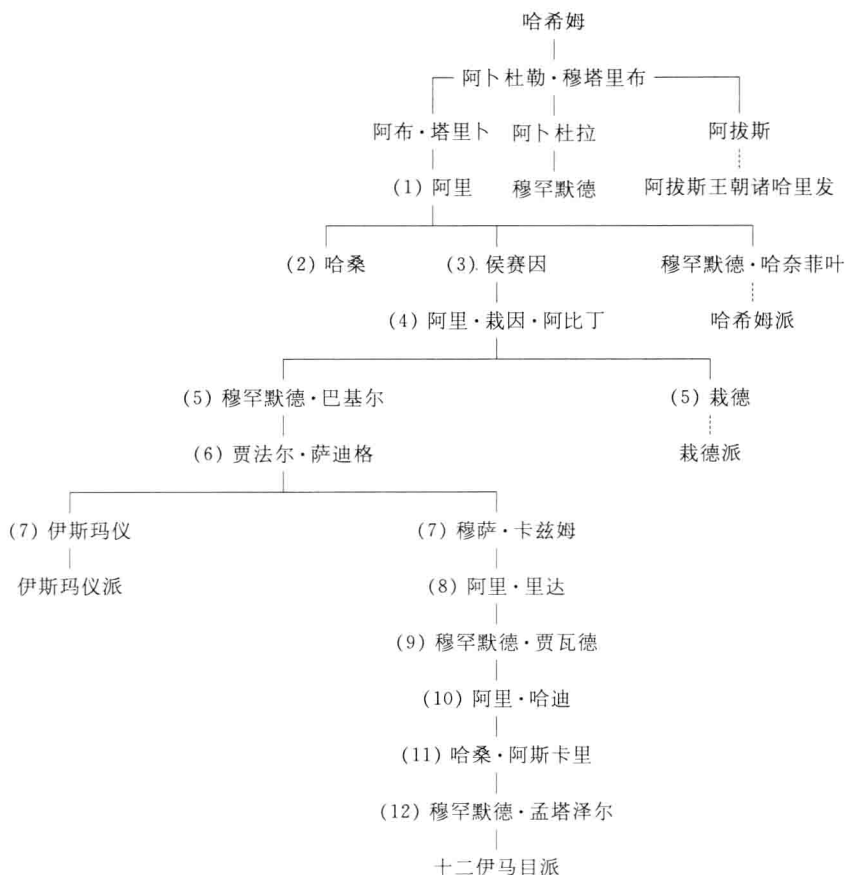 哈希姆
阿卜杜勒·穆塔里布
阿布·塔里卜 阿卜杜拉 阿拔斯
(1) 阿里 穆罕默德 阿拔斯王朝诸哈里发
(2) 哈桑 (3) 侯赛因 穆罕默德·哈奈菲叶
(4) 阿里·栽因·阿比丁 哈希姆派
(5) 穆罕默德·巴基尔 (5) 栽德
(6) 贾法尔·萨迪格 栽德派
(7) 伊斯玛仪 (7) 穆萨·卡兹姆
伊斯玛仪派 (8) 阿里·里达
(9) 穆罕默德·贾瓦德
(10) 阿里·哈迪
(11) 哈桑·阿斯卡里
(12) 穆罕默德·孟塔泽尔
十二伊马目派